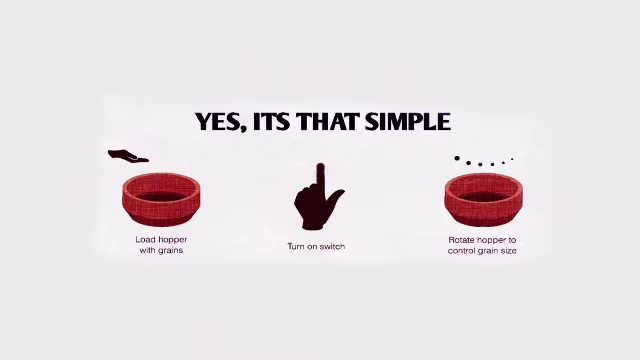 YES, ITS THAT SIMPLE
Load hopper
with grains
Turn on switch
Rotate hopper to
control grain size